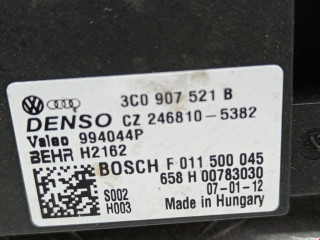 3C0 907 521 B
DENSO CZ 246810-5382
Valeo 994044P
BEHR H2162
BOSCH F 011 500 045
658 H 00783030
S002 07-01-12
H003 Made in Hungary